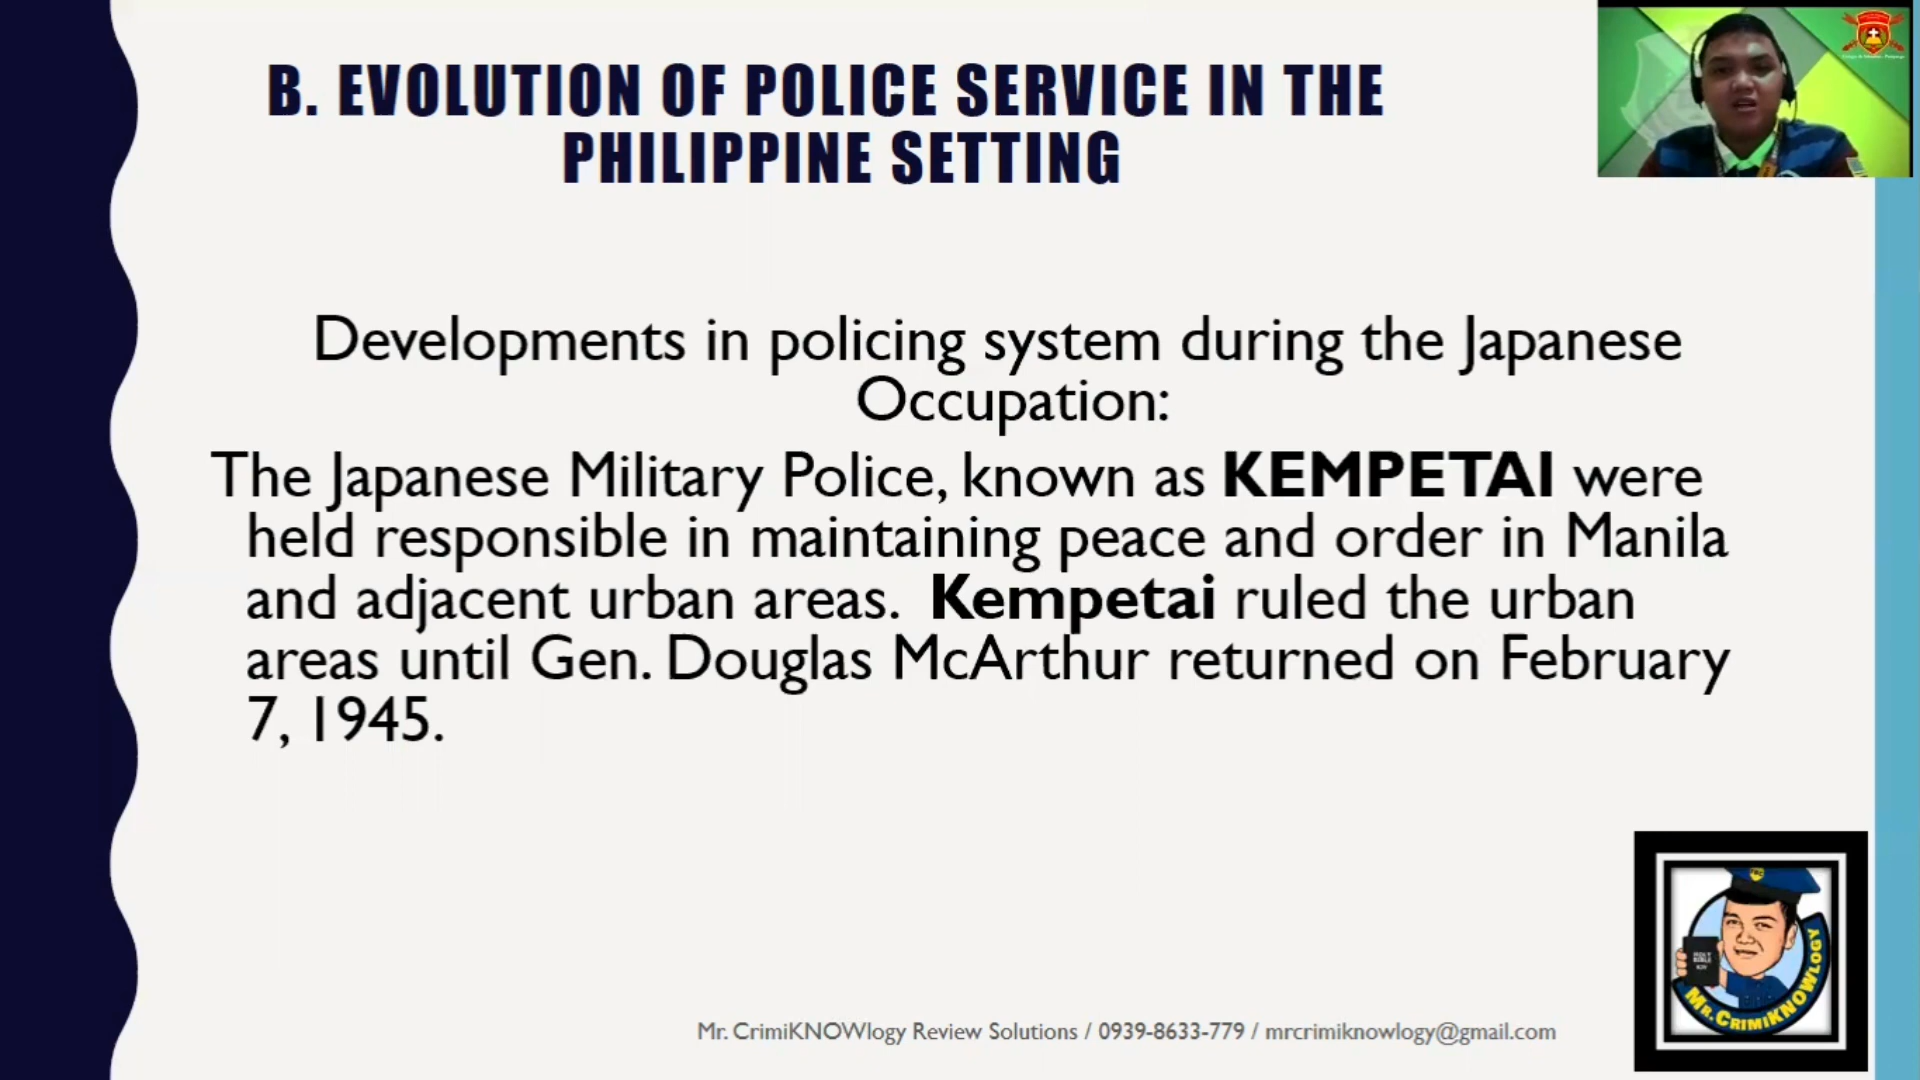 B. EVOLUTION OF POLICE SERVICE IN THE
PHILIPPINE SETTING
Developments in policing system during the Japanese
Occupation:
The Japanese Military Police, known as KEMPETAI were
held responsible in maintaining peace and order in Manila
and adjacent urban areas. Kempetai ruled the urban
areas until Gen. Douglas McArthur returned on February
7, 1945.
HOLY
BIBLE
KJV
MR. CRIMIKNOWLOGY
Mr. CrimiKNOWlogy Review Solutions / 0939-8633-779 / mrcrimiknowlogy@gmail.com